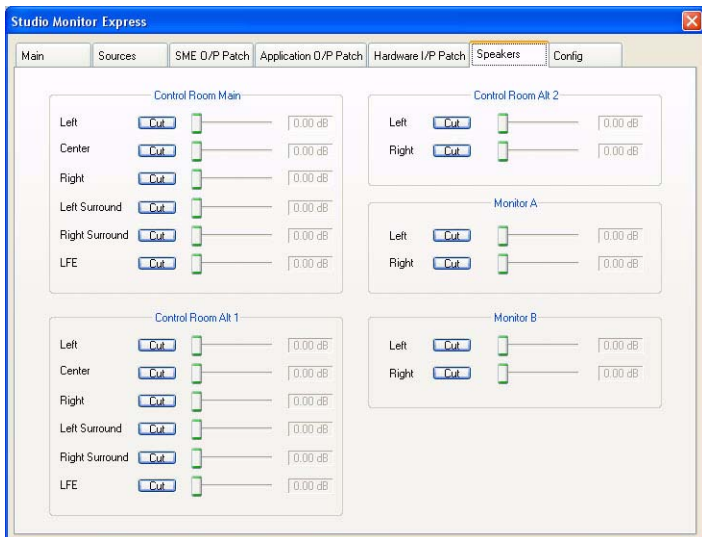 Studio Monitor Express
Main Sources SME O/P Patch Application O/P Patch Hardware I/P Patch Speakers Config
Control Room Main
Left Cut 0.00 dB
Center Cut 0.00 dB
Right Cut 0.00 dB
Left Surround Cut 0.00 dB
Right Surround Cut 0.00 dB
LFE Cut 0.00 dB
Control Room Alt 1
Left Cut 0.00 dB
Center Cut 0.00 dB
Right Cut 0.00 dB
Left Surround Cut 0.00 dB
Right Surround Cut 0.00 dB
LFE Cut 0.00 dB
Control Room Alt 2
Left Cut 0.00 dB
Right Cut 0.00 dB
Monitor A
Left Cut 0.00 dB
Right Cut 0.00 dB
Monitor B
Left Cut 0.00 dB
Right Cut 0.00 dB